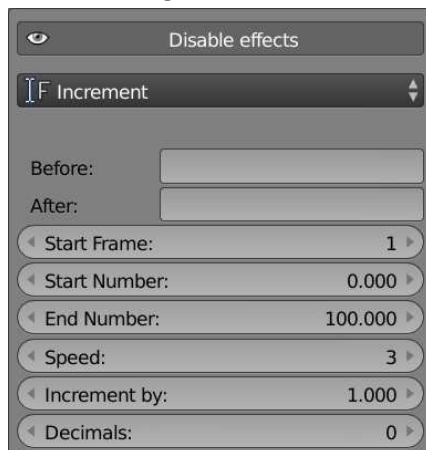 Disable effects
F Increment
Before:
After:
Start Frame: 1
Start Number: 0.000
End Number: 100.000
Speed: 3
Increment by: 1.000
Decimals: 0